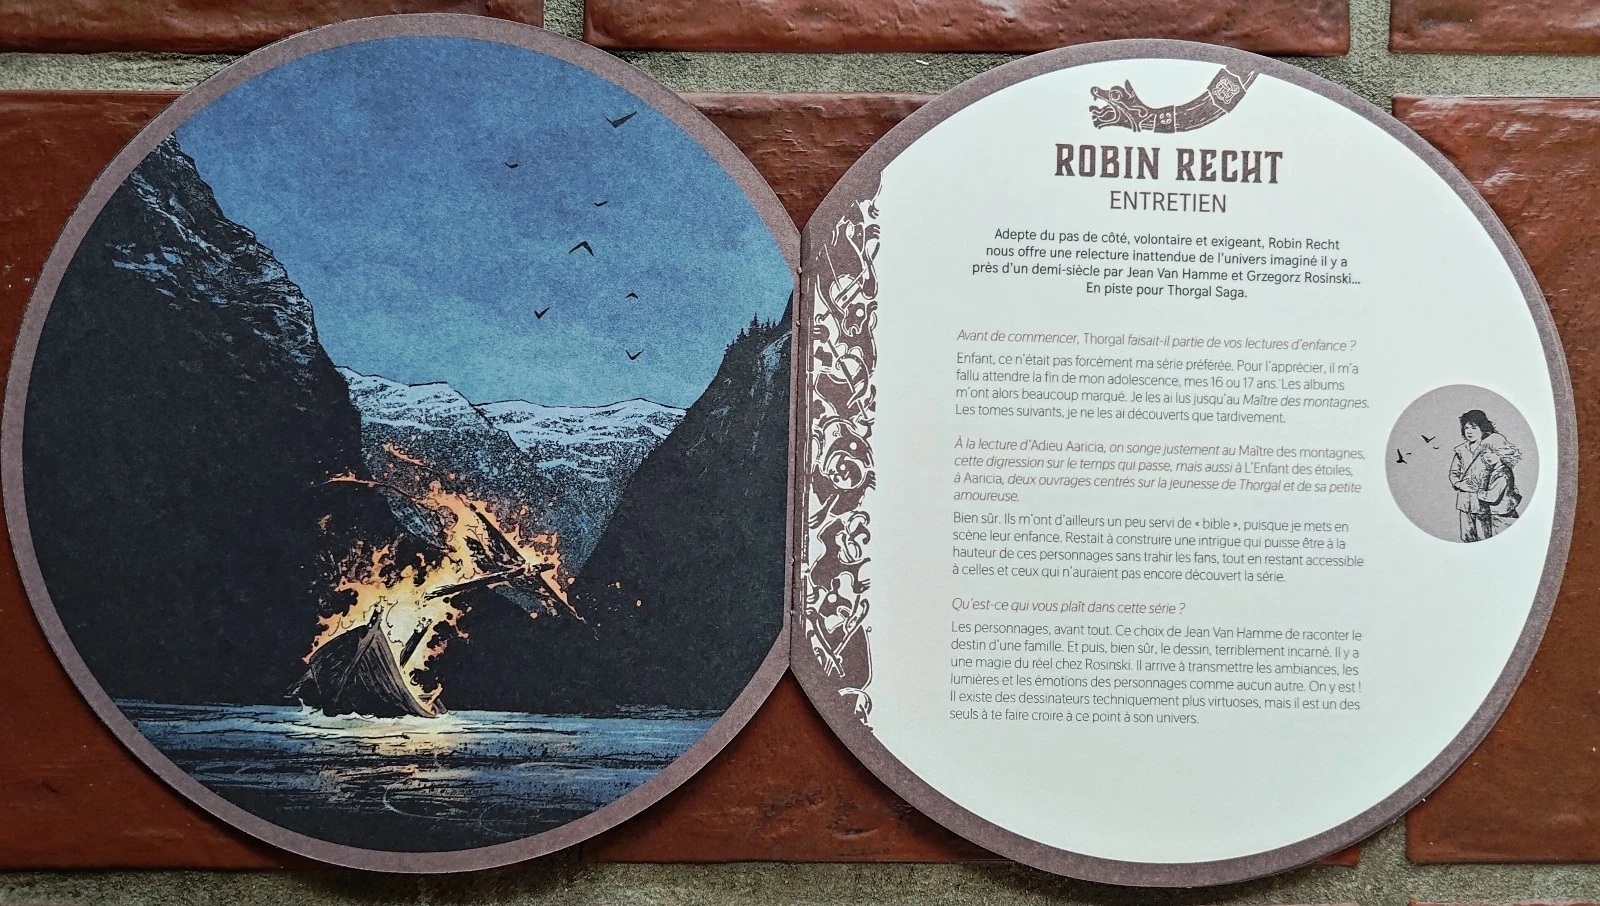 ROBIN RECHT
ENTRETIEN
Adepte du pas de côté, volontaire et exigeant, Robin Recht
nous offre une relecture inattendue de l'univers imaginé il y a
près d'un demi-siècle par Jean Van Hamme et Grzegorz Rosinski...
En piste pour Thorgal Saga.
Avant de commencer, Thorgal faisait-il partie de vos lectures d'enfance ?
Enfant, ce n'était pas forcément ma série préférée. Pour l'apprécier, il m'a
fallu attendre la fin de mon adolescence, mes 16 ou 17 ans. Les albums
m'ont alors beaucoup marqué. Je les ai lus jusqu'au Maître des montagnes.
Les tomes suivants, je ne les ai découverts que tardivement.
À la lecture d'Adieu Aaricia, on songe justement au Maître des montagnes,
cette digression sur le temps qui passe, mais aussi à L'Enfant des étoiles,
à Aaricia, deux ouvrages centrés sur la jeunesse de Thorgal et de sa petite
amoureuse.
Bien sûr. Ils m'ont d'ailleurs un peu servi de « bible », puisque je mets en
scène leur enfance. Restait à construire une intrigue qui puisse être à la
hauteur de ces personnages sans trahir les fans, tout en restant accessible
à celles et ceux qui n'auraient pas encore découvert la série.
Qu'est-ce qui vous plaît dans cette série ?
Les personnages, avant tout. Ce choix de Jean Van Hamme de raconter le
destin d'une famille. Et puis, bien sûr, le dessin, terriblement incarné. Il y a
une magie du réel chez Rosinski. Il arrive à transmettre les ambiances, les
lumières et les émotions des personnages comme aucun autre. On y est !
Il existe des dessinateurs techniquement plus virtuoses, mais il est un des
seuls à te faire croire à ce point à son univers.